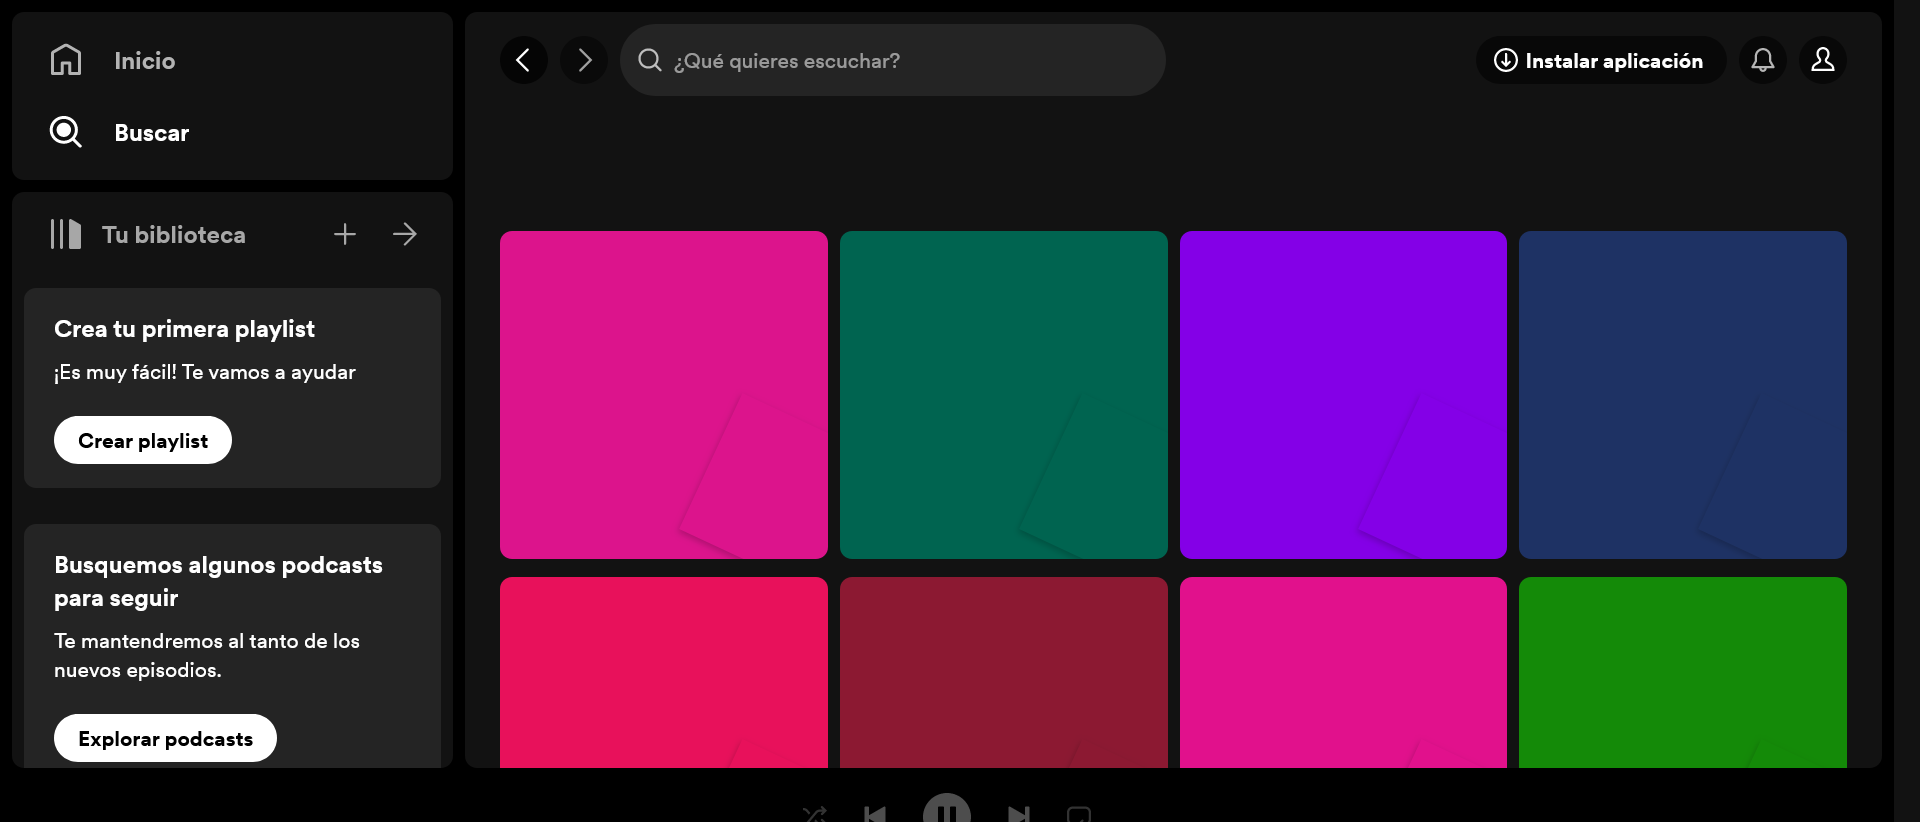 Inicio
Buscar
Tu biblioteca
Crea tu primera playlist
¡Es muy fácil! Te vamos a ayudar
Crear playlist
Busquemos algunos podcasts
para seguir
Te mantendremos al tanto de los
nuevos episodios.
Explorar podcasts
¿Qué quieres escuchar?
Instalar aplicación